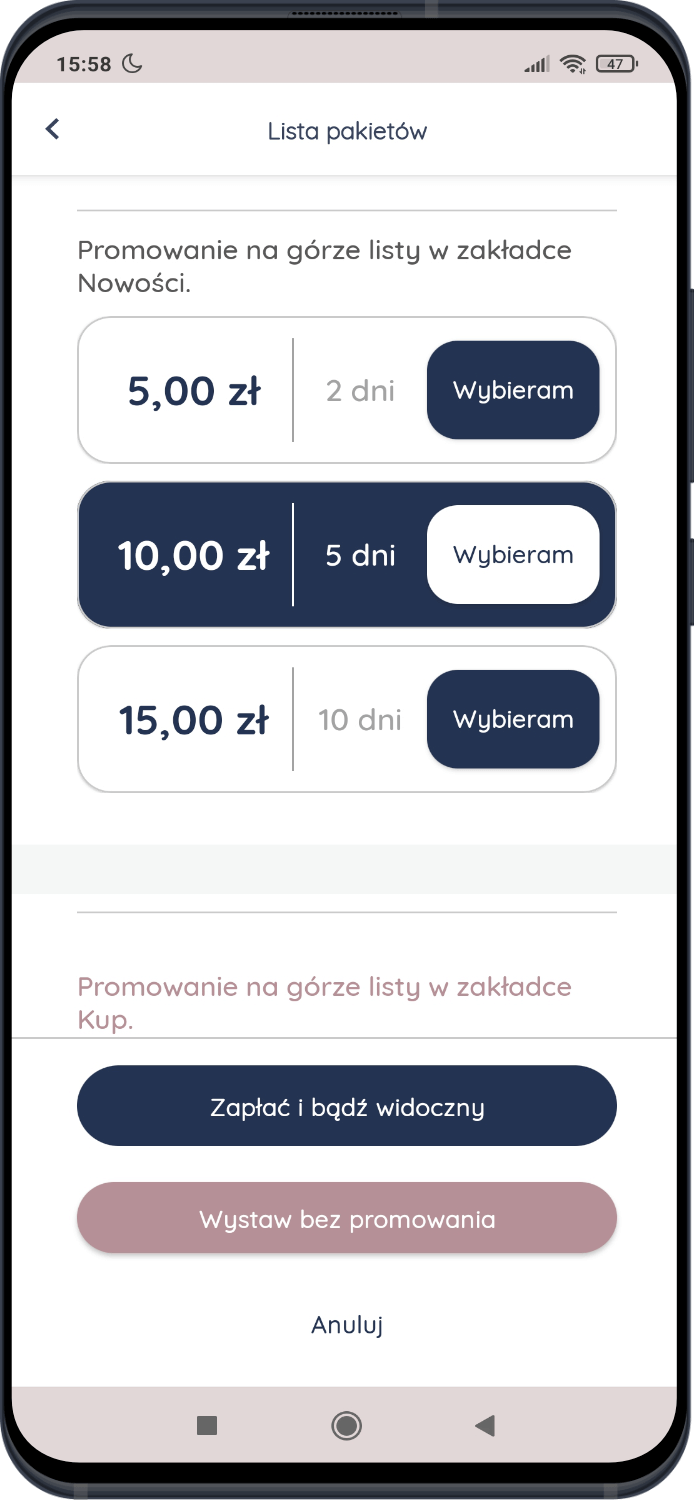 15:58
47
Lista pakietów
Promowanie na górze listy w zakładce
Nowości.
5,00 zł
2 dni
Wybieram
10,00 zł
5 dni
Wybieram
15,00 zł
10 dni
Wybieram
Promowanie na górze listy w zakładce
Kup.
Zapłać i bądź widoczny
Wystaw bez promowania
Anuluj